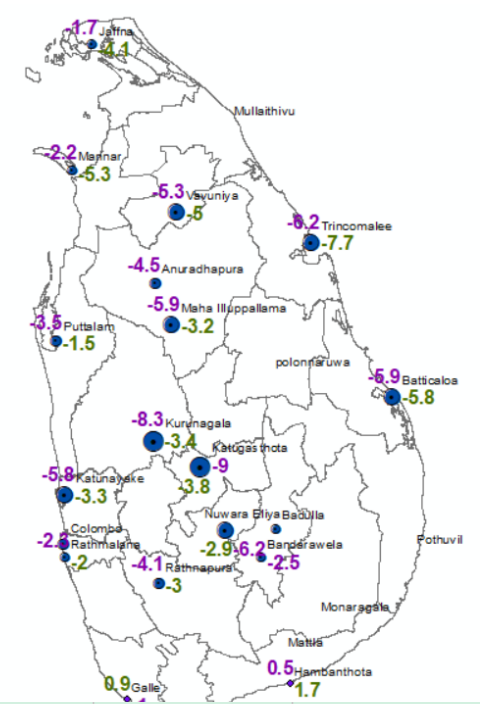 -1.7 Jaffna
-4.1
Mullaithivu
-2.2 Mannar
-5.3
-5.3 Vavuniya
-5
-6.2 Trincomalee
-7.7
-4.5 Anuradhapura
-5.9 Maha Illuppallama
-3.2
-3.5 Puttalam
-1.5
polonnaruwa
-5.9 Batticaloa
-5.8
-8.3 Kurunagala
-3.4
Katugasthota
-9
-3.8
-5.8 Katunayake
-3.3
Nuwara Eliya Badulla
-2.9
Colombo
Rathmalana
-2
-6.2 Bandarawela
-2.5
Pothuvil
-4.1 Rathnapura
-3
Monaragala
Mattla
0.5 Hambanthota
1.7
0.9 Galle